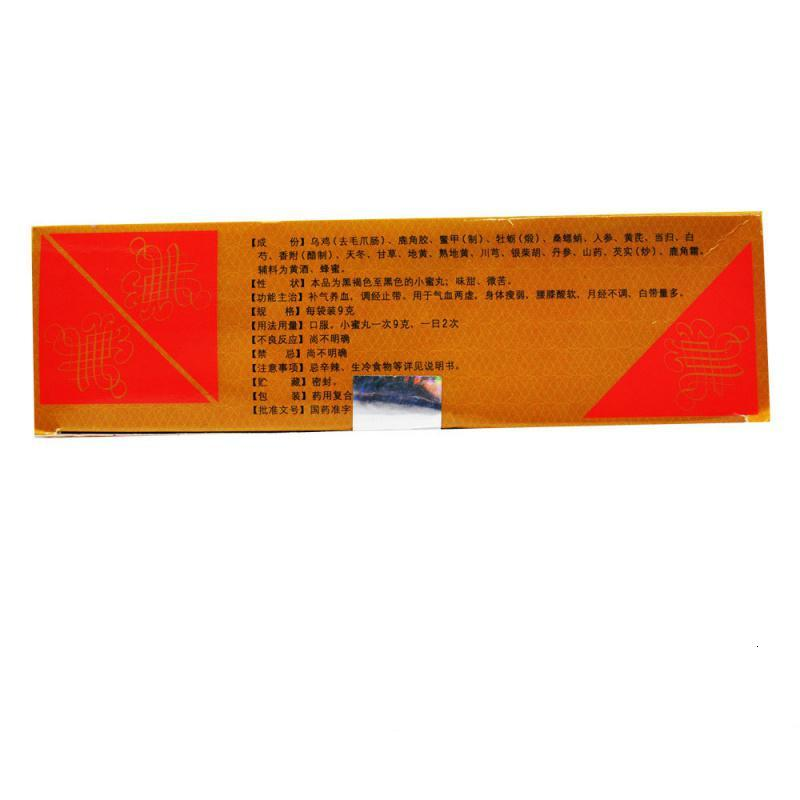 【成　　份】乌鸡(去毛爪肠)、鹿角胶、鳖甲(制)、牡蛎(煅)、桑螵蛸、人参、黄芪、当归、白
芍、香附(醋制)、天冬、甘草、地黄、熟地黄、川芎、银柴胡、丹参、山药、芡实(炒)、鹿角霜。
辅料为黄酒、蜂蜜。
【性　　状】本品为黑褐色至黑色的小蜜丸；味甜、微苦。
【功能主治】补气养血，调经止带。用于气血两虚，身体瘦弱，腰膝酸软，月经不调，白带量多。
【规　　格】每袋装9克
【用法用量】口服。小蜜丸一次9克，一日2次
【不良反应】尚不明确
【禁　　忌】尚不明确
【注意事项】忌辛辣、生冷食物等详见说明书。
【贮　　藏】密封。
【包　　装】药用复合
【批准文号】国药准字